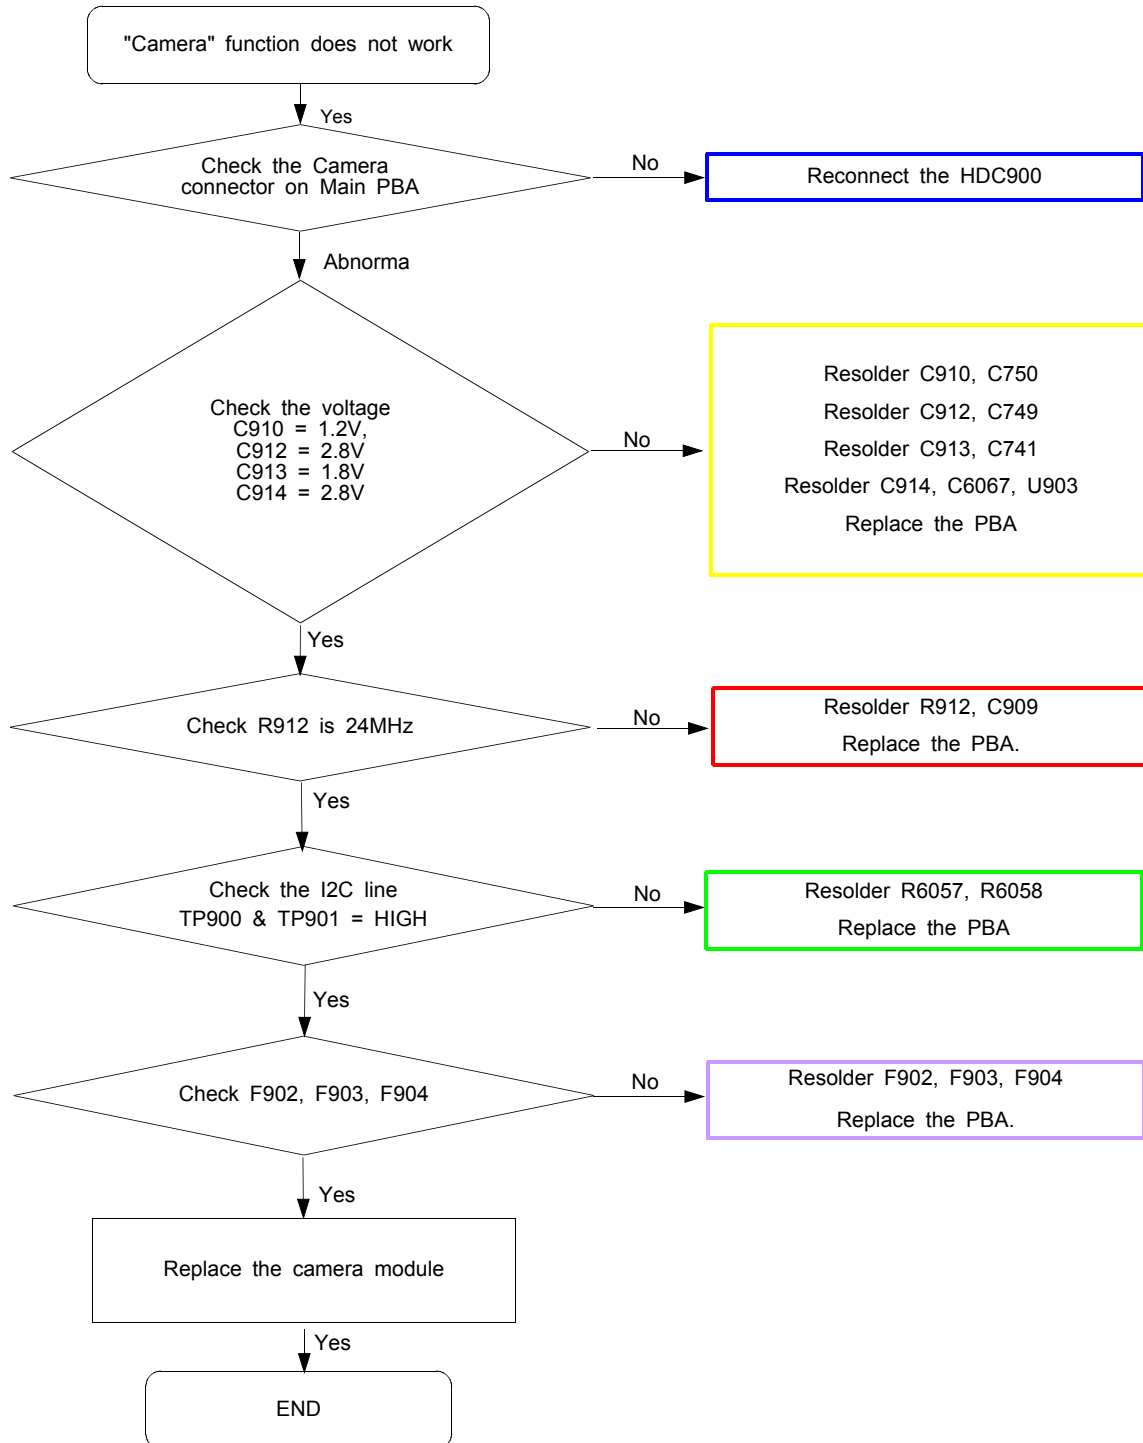 "Camera" function does not work
Yes
Check the Camera
connector on Main PBA
No
Reconnect the HDC900
Abnorma
Check the voltage
C910 = 1.2V,
C912 = 2.8V
C913 = 1.8V
C914 = 2.8V
No
Resolder C910, C750
Resolder C912, C749
Resolder C913, C741
Resolder C914, C6067, U903
Replace the PBA
Yes
Check R912 is 24MHz
No
Resolder R912, C909
Replace the PBA.
Yes
Check the I2C line
TP900 & TP901 = HIGH
No
Resolder R6057, R6058
Replace the PBA
Yes
Check F902, F903, F904
No
Resolder F902, F903, F904
Replace the PBA.
Yes
Replace the camera module
Yes
END